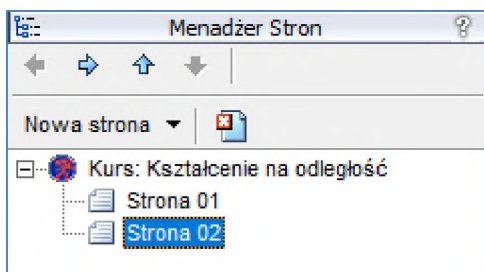 Menadżer Stron
Nowa strona
Kurs: Kształcenie na odległość
Strona 01
Strona 02